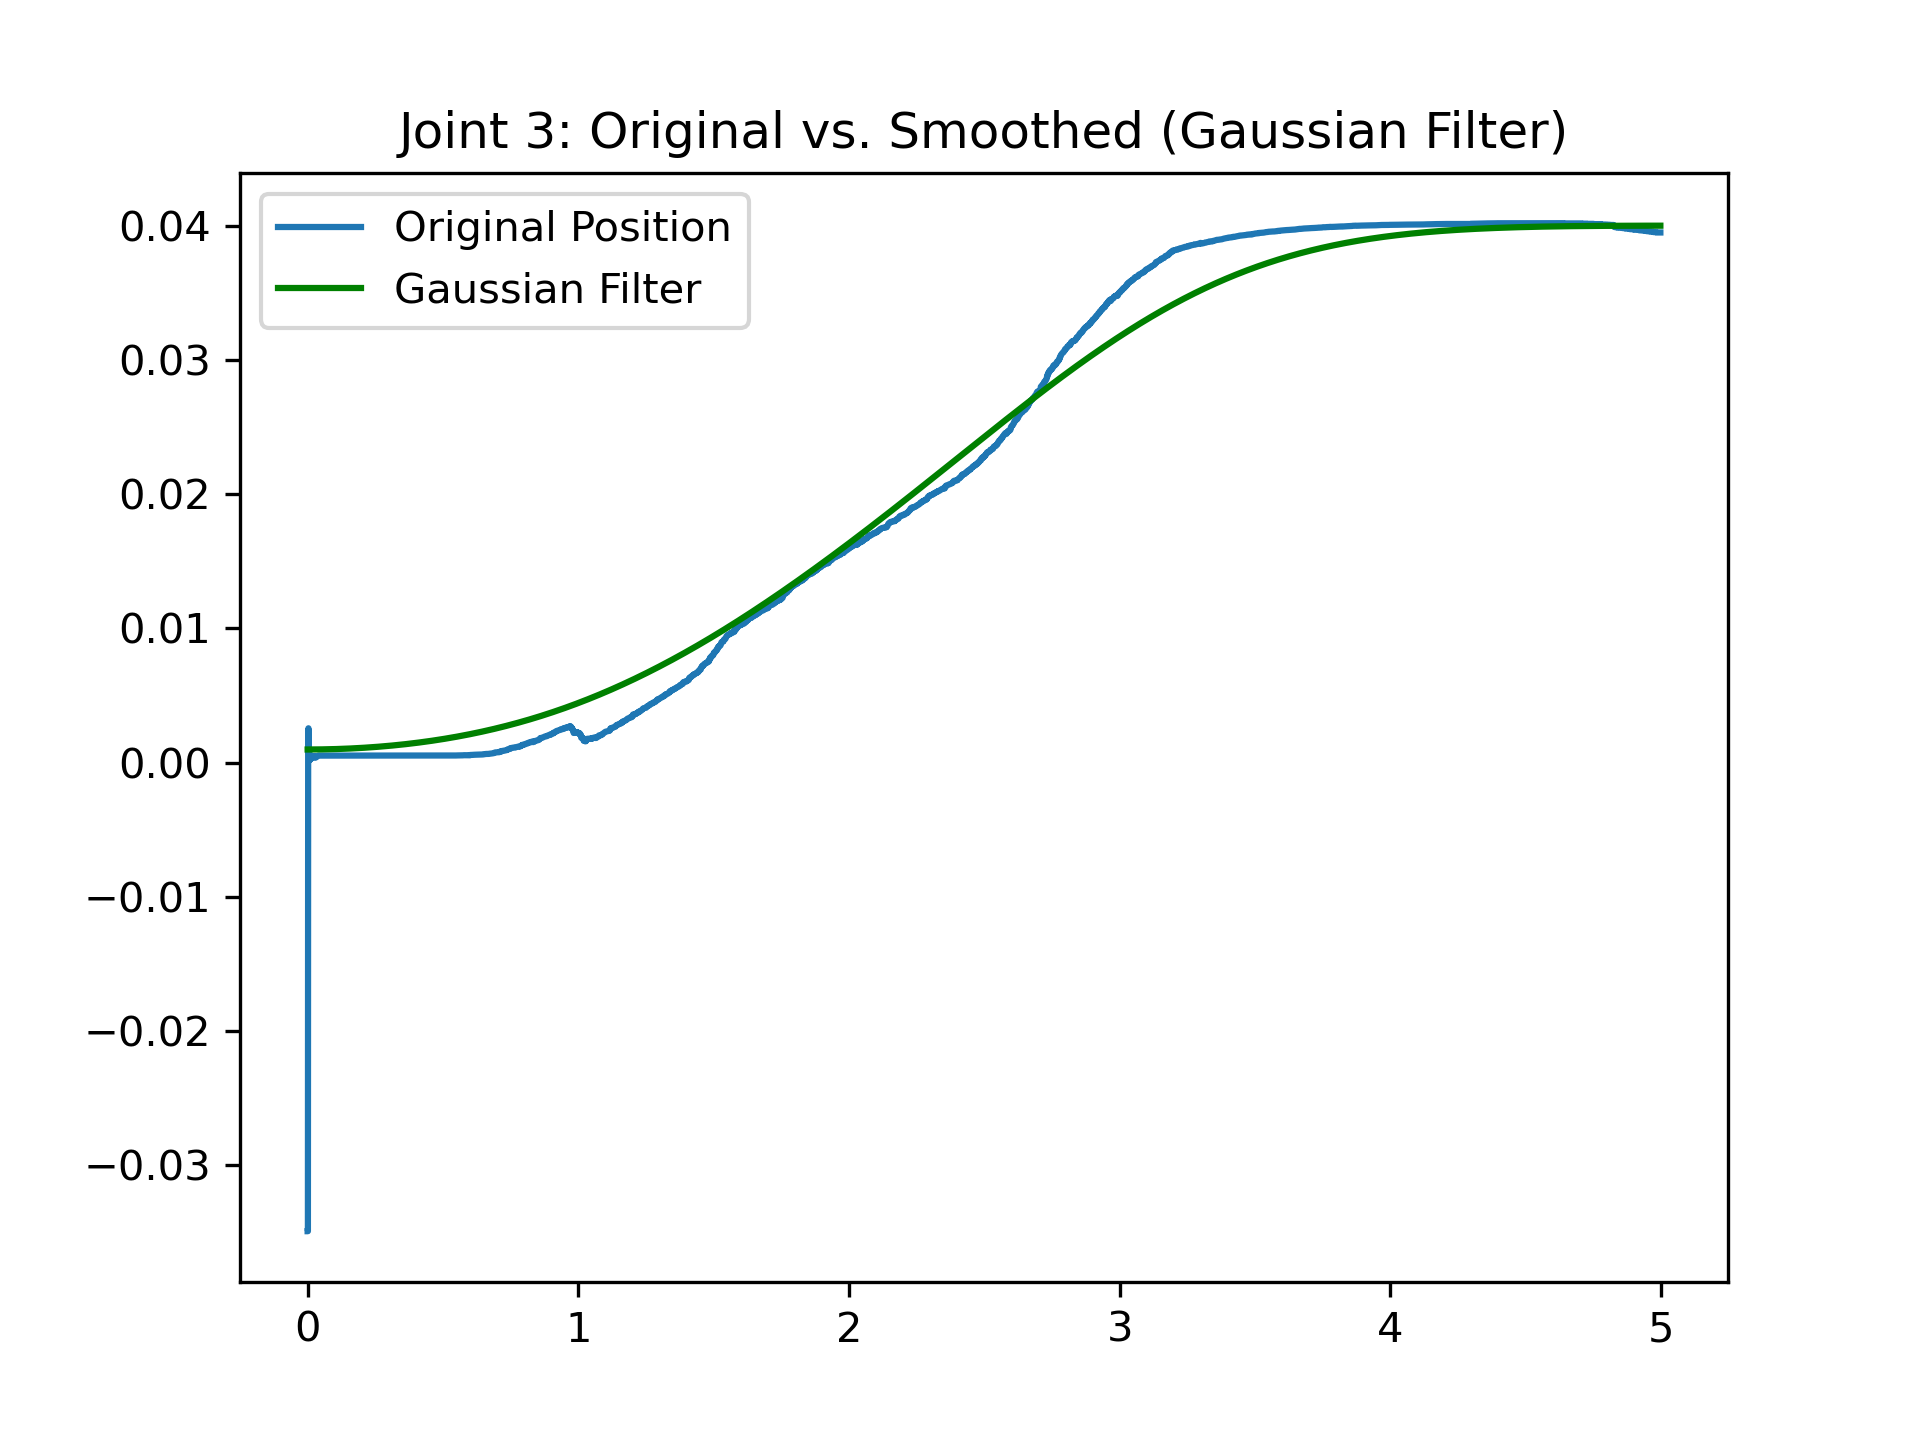 Joint 3: Original vs. Smoothed (Gaussian Filter)
Original Position
Gaussian Filter
0.04
0.03
0.02
0.01
0.00
−0.01
−0.02
−0.03
0 1 2 3 4 5